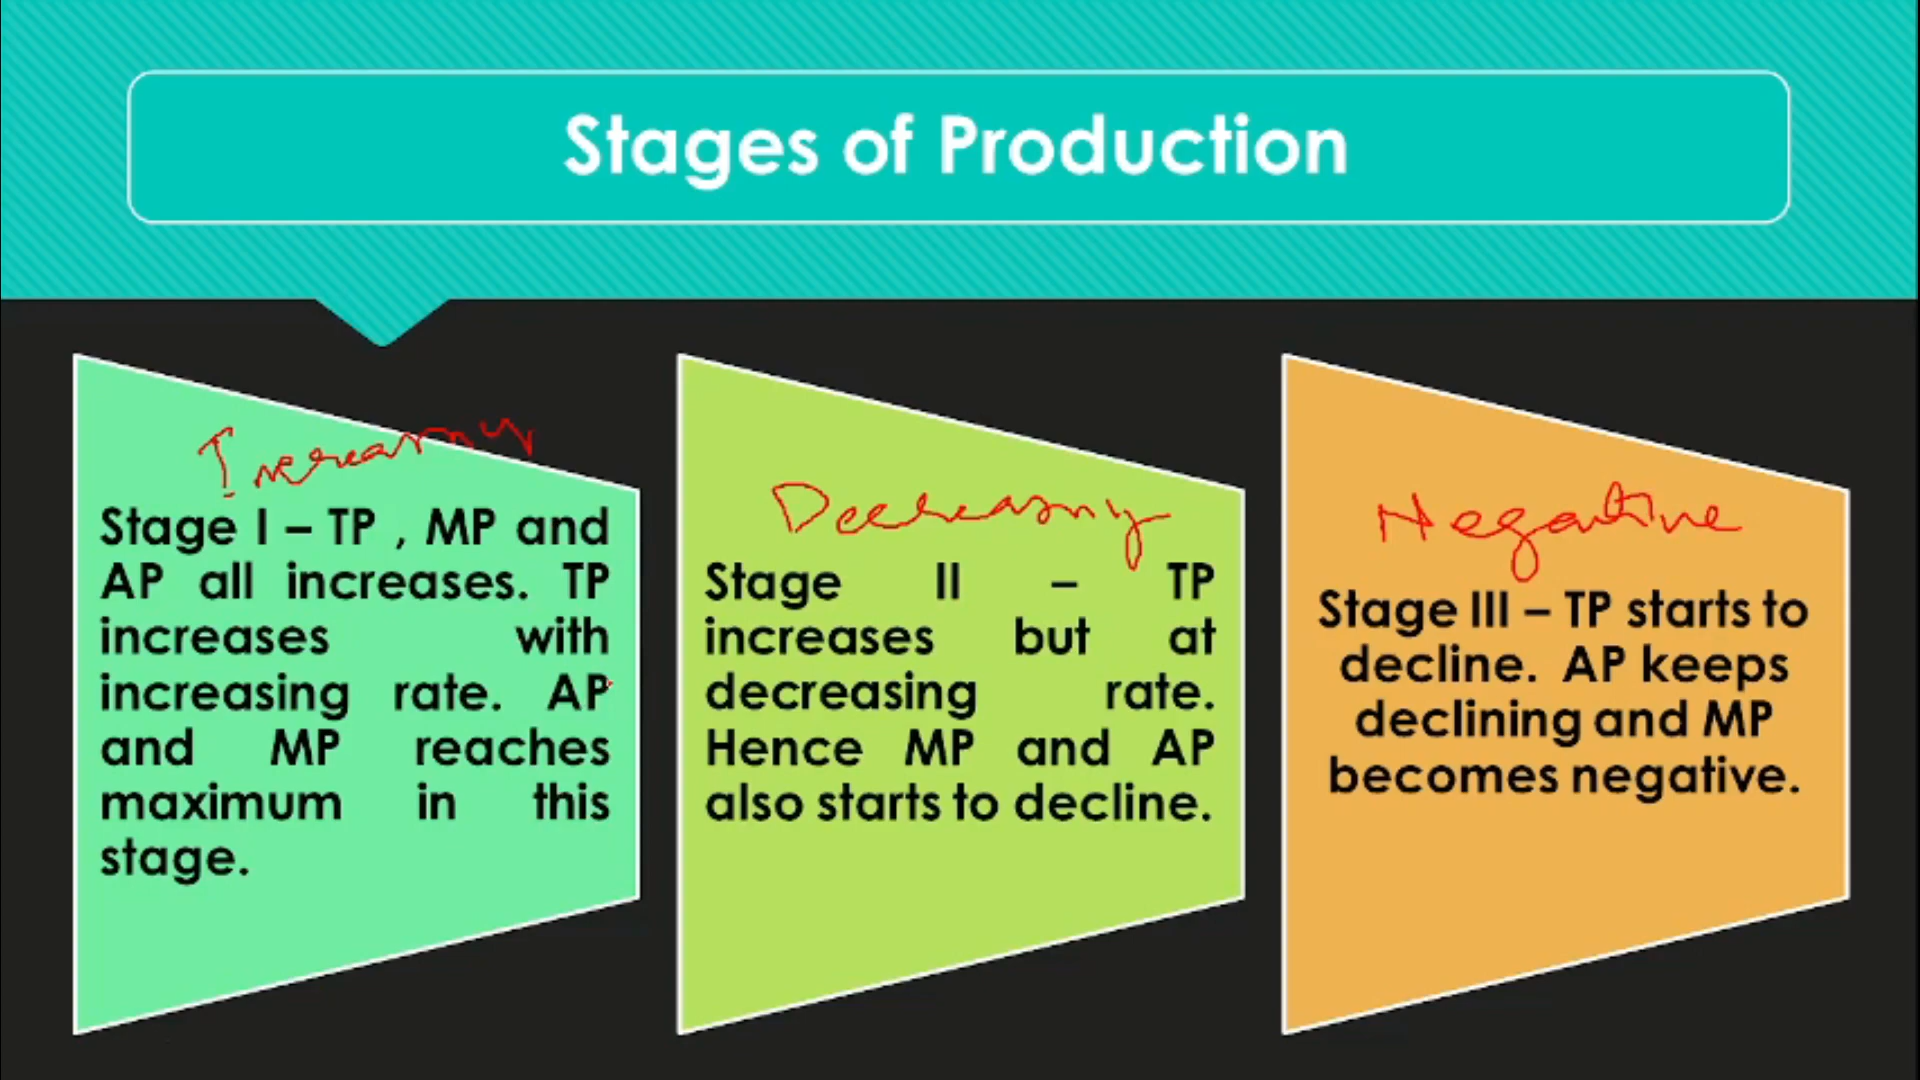 Stages of Production
Increasing
Stage I – TP , MP and
AP all increases. TP
increases with
increasing rate. AP
and MP reaches
maximum in this
stage.
Decreasing
Stage II – TP
increases but at
decreasing rate.
Hence MP and AP
also starts to decline.
Negative
Stage III – TP starts to
decline. AP keeps
declining and MP
becomes negative.